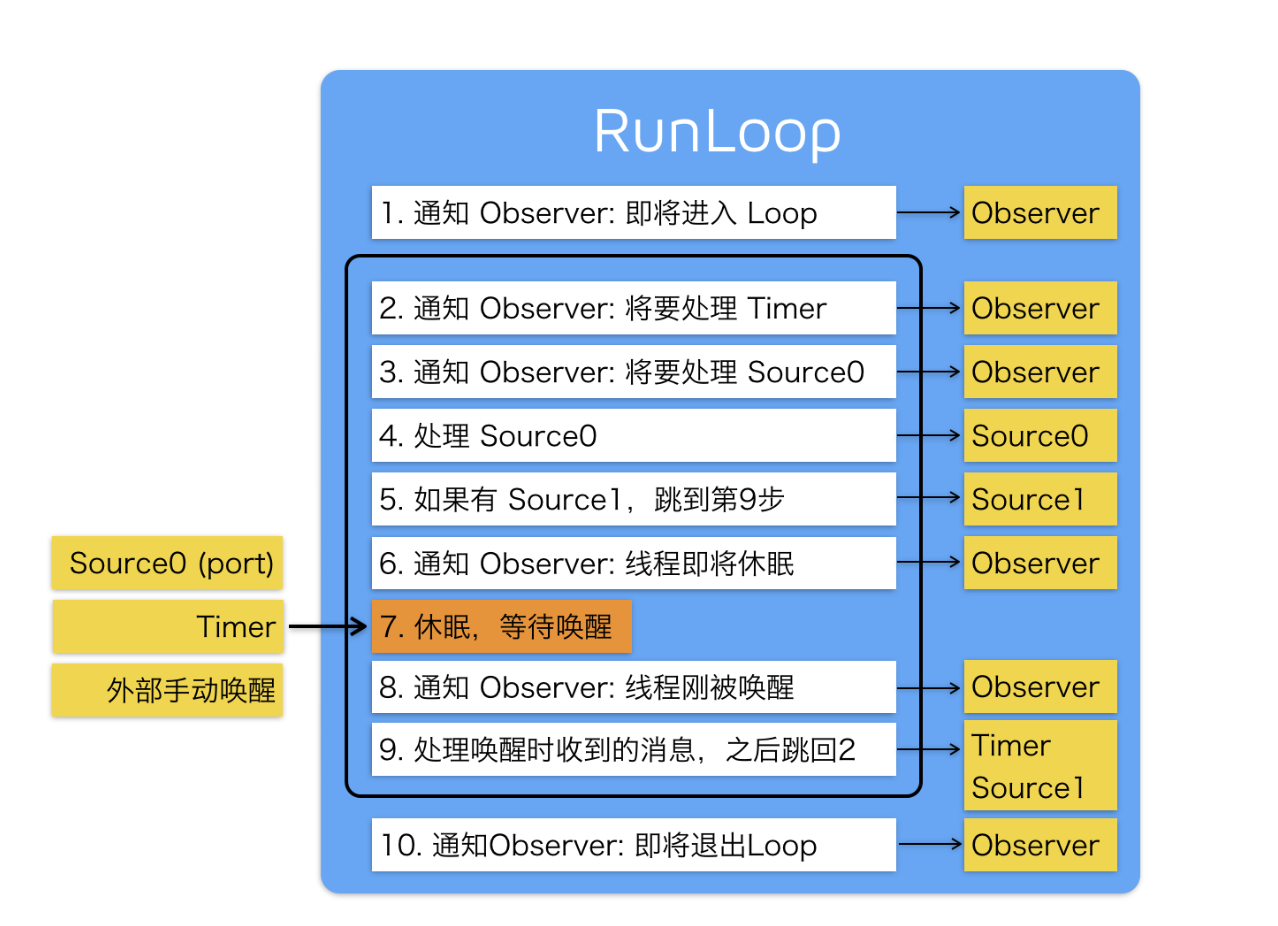 RunLoop
1. 通知 Observer: 即将进入 Loop
Observer
2. 通知 Observer: 将要处理 Timer
Observer
3. 通知 Observer: 将要处理 Source0
Observer
4. 处理 Source0
Source0
5. 如果有 Source1，跳到第9步
Source1
Source0 (port)
6. 通知 Observer: 线程即将休眠
Observer
Timer
7. 休眠，等待唤醒
外部手动唤醒
8. 通知 Observer: 线程刚被唤醒
Observer
9. 处理唤醒时收到的消息，之后跳回2
Timer
Source1
10. 通知Observer: 即将退出Loop
Observer